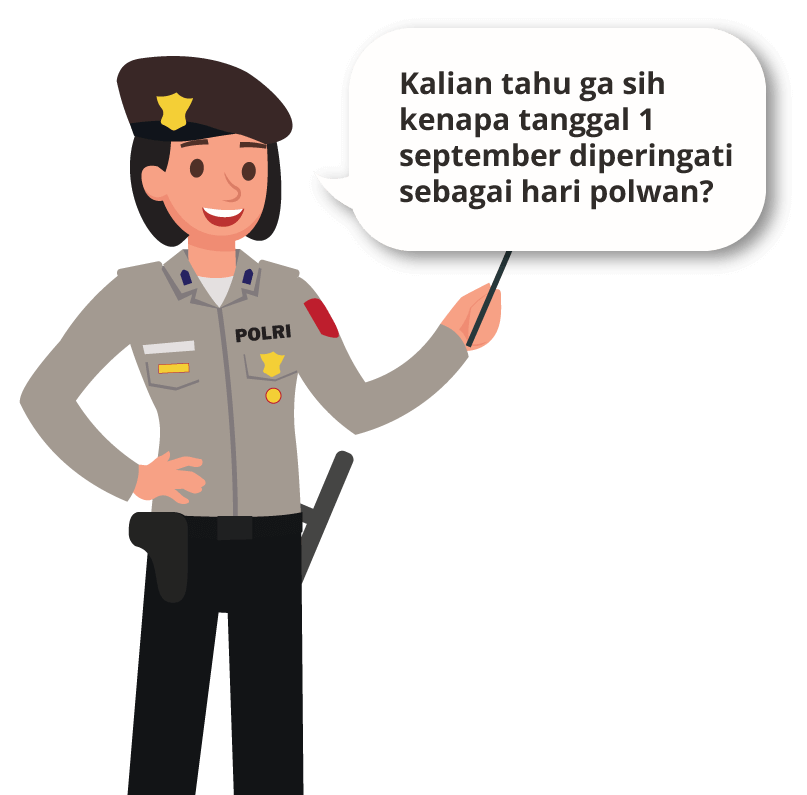 Kalian tahu ga sih
kenapa tanggal 1
september diperingati
sebagai hari polwan?
POLRI